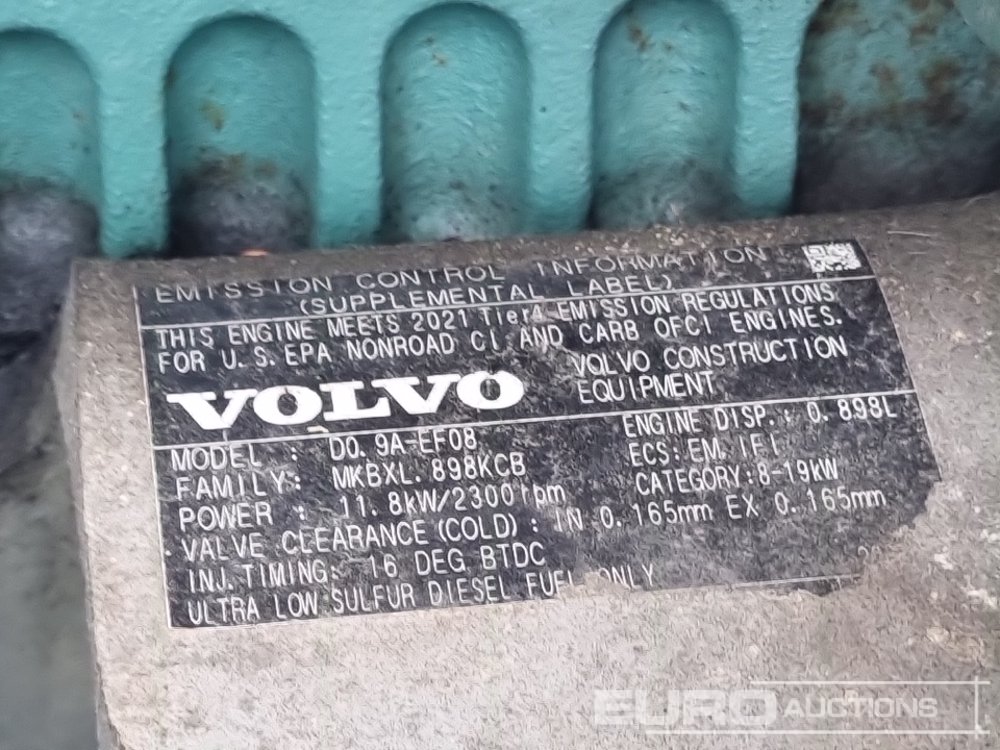 EMISSION CONTROL INFORMATION
(SUPPLEMENTAL LABEL)
THIS ENGINE MEETS 2021 Tier4 EMISSION REGULATIONS
FOR U.S.EPA NONROAD CI AND CARB OFCI ENGINES.
VOLVO
VOLVO CONSTRUCTION
EQUIPMENT
MODEL : D0.9A-EF08
ENGINE DISP.: 0.898L
FAMILY: MKBXL.898KCB
ECS: EM, IFI
POWER : 11.8kW/2300rpm
CATEGORY:8-19kW
VALVE CLEARANCE (COLD) : IN 0.165mm EX 0.165mm
INJ.TIMING: 16 DEG BTDC
ULTRA LOW SULFUR DIESEL FUEL ONLY
EURO AUCTIONS